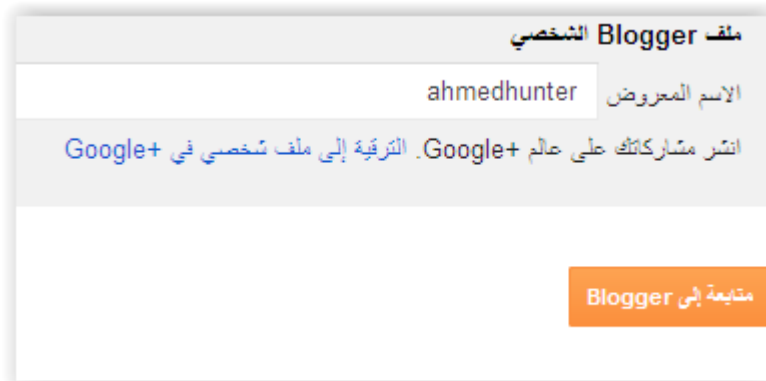 ملف Blogger الشخصي
الاسم المعروض ahmedhunter
انشر مشاركاتك على عالم Google+. الترقية إلى ملف شخصي في Google+
متابعة إلى Blogger